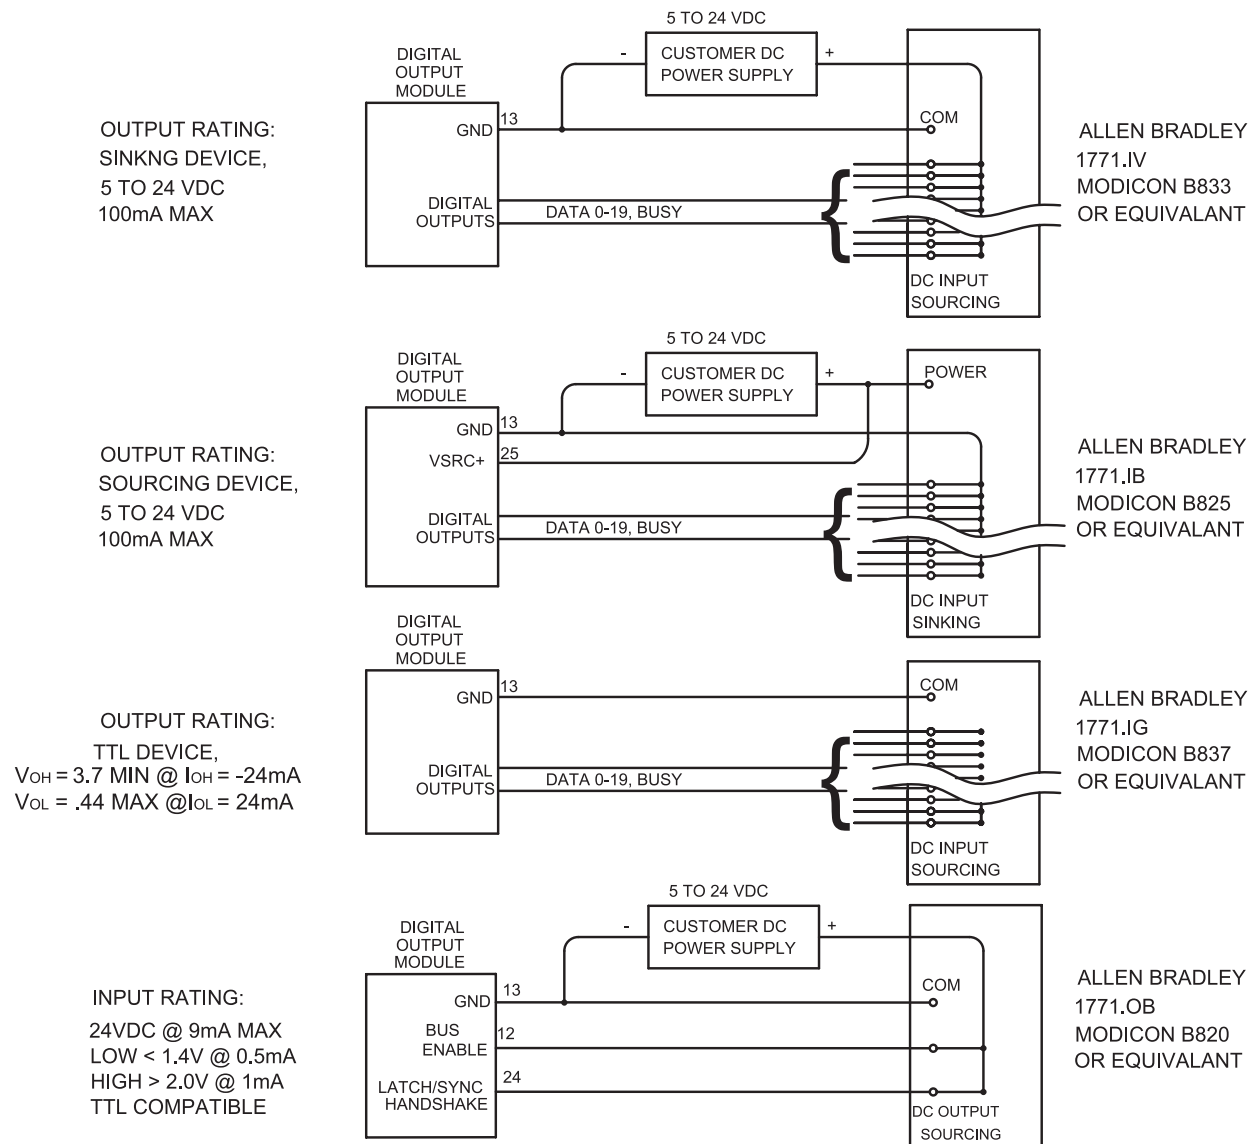 5 TO 24 VDC
DIGITAL
OUTPUT
MODULE
-
CUSTOMER DC
POWER SUPPLY
+
OUTPUT RATING:
SINKNG DEVICE,
5 TO 24 VDC
100mA MAX
GND
13
COM
DIGITAL
OUTPUTS
DATA 0-19, BUSY
DC INPUT
SOURCING
ALLEN BRADLEY
1771.IV
MODICON B833
OR EQUIVALANT
5 TO 24 VDC
DIGITAL
OUTPUT
MODULE
-
CUSTOMER DC
POWER SUPPLY
+
POWER
OUTPUT RATING:
SOURCING DEVICE,
5 TO 24 VDC
100mA MAX
GND
13
VSRC+
25
DIGITAL
OUTPUTS
DATA 0-19, BUSY
DC INPUT
SINKING
ALLEN BRADLEY
1771.IB
MODICON B825
OR EQUIVALANT
DIGITAL
OUTPUT
MODULE
OUTPUT RATING:
TTL DEVICE,
VOH = 3.7 MIN @ IOH = -24mA
VOL = .44 MAX @IOL = 24mA
GND
13
COM
DIGITAL
OUTPUTS
DATA 0-19, BUSY
DC INPUT
SOURCING
ALLEN BRADLEY
1771.IG
MODICON B837
OR EQUIVALANT
5 TO 24 VDC
DIGITAL
OUTPUT
MODULE
-
CUSTOMER DC
POWER SUPPLY
+
INPUT RATING:
24VDC @ 9mA MAX
LOW < 1.4V @ 0.5mA
HIGH > 2.0V @ 1mA
TTL COMPATIBLE
GND
13
COM
BUS
ENABLE
12
LATCH/SYNC
HANDSHAKE
24
DC OUTPUT
SOURCING
ALLEN BRADLEY
1771.OB
MODICON B820
OR EQUIVALANT